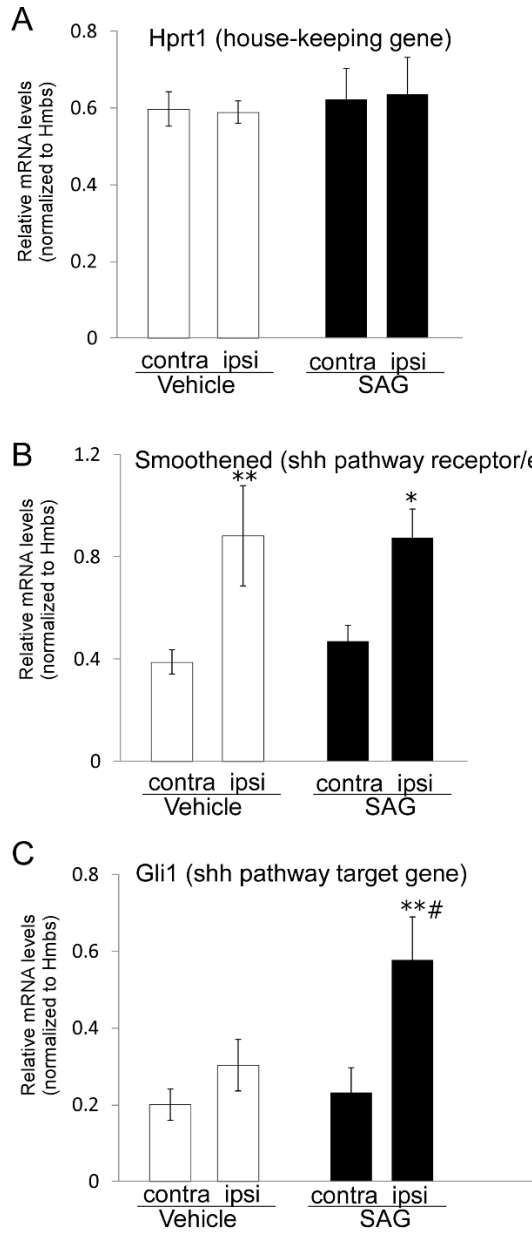 A
Hprt1 (house-keeping gene)
Relative mRNA levels
(normalized to Hmbs)
0.8
0.6
0.4
0.2
0
contra ipsi contra ipsi
Vehicle SAG
B
Smoothened (shh pathway receptor/e
Relative mRNA levels
(normalized to Hmbs)
1.2
0.8
0.4
0
** *
contra ipsi contra ipsi
Vehicle SAG
C
Gli1 (shh pathway target gene)
Relative mRNA levels
(normalized to Hmbs)
0.8
0.6
0.4
0.2
0
**#
contra ipsi contra ipsi
Vehicle SAG